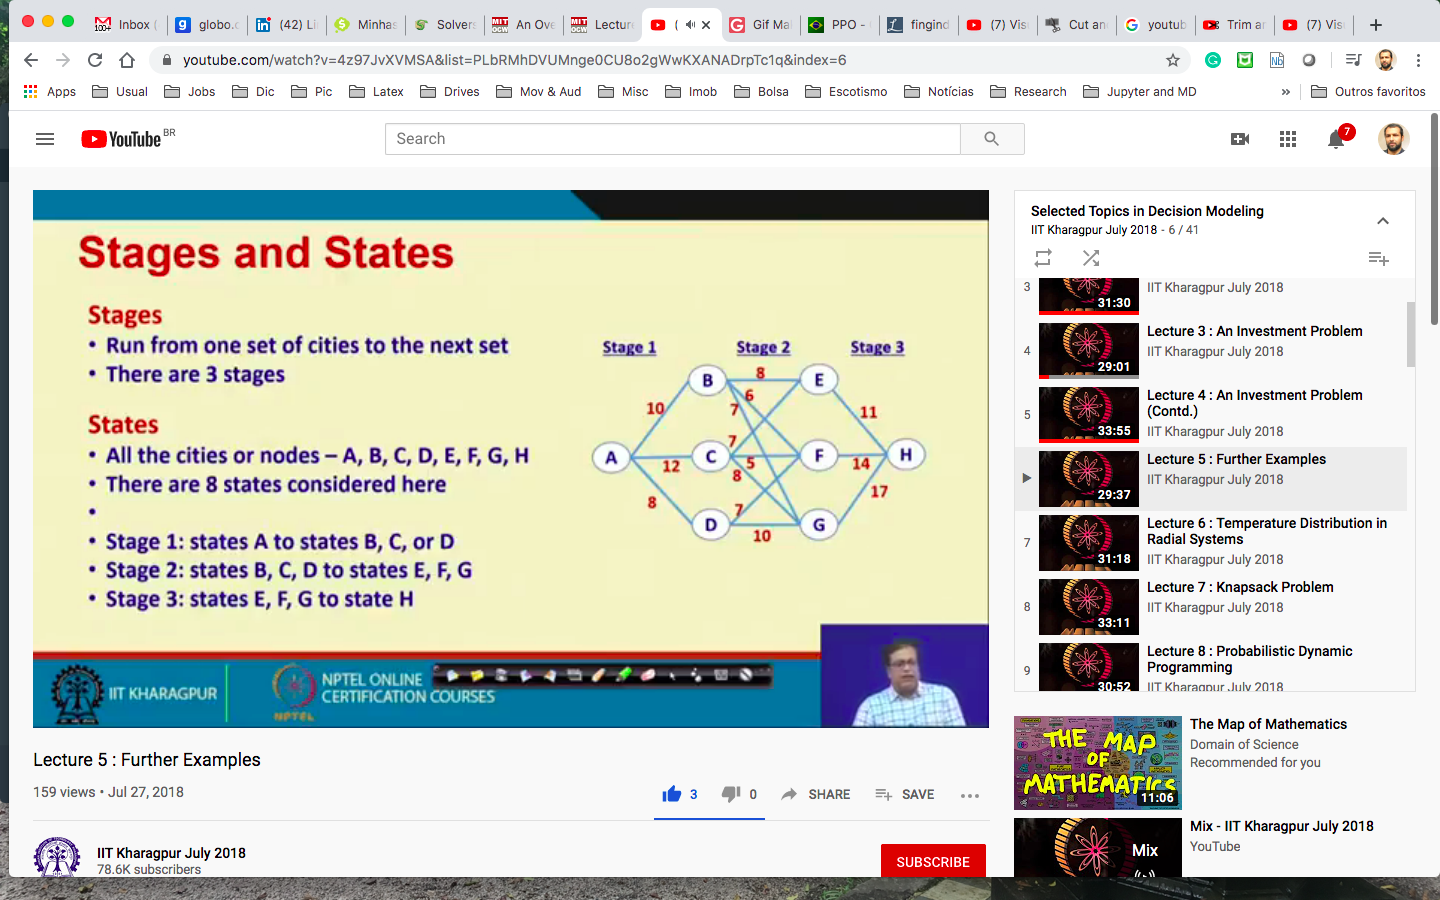 Inbox (
globo.c
(42) Li
Minhas
Solvers
An Ove
Lecture
(
Gif Mal
PPO -
fingind
(7) Vis
Cut an
youtub
Trim a
(7) Vis
youtube.com/watch?v=4z97JvXVMSA&list=PLbRMhDVUMnge0CU8o2gWwKXANADrpTc1q&index=6
Apps Usual Jobs Dic Pic Latex Drives Mov & Aud Misc Imob Bolsa Escotismo Notícias Research Jupyter and MD » Outros favoritos
YouTube BR
Search
7
Stages and States
Stages
• Run from one set of cities to the next set
• There are 3 stages
States
• All the cities or nodes – A, B, C, D, E, F, G, H
• There are 8 states considered here
•
• Stage 1: states A to states B, C, or D
• Stage 2: states B, C, D to states E, F, G
• Stage 3: states E, F, G to state H
Stage 1 Stage 2 Stage 3
B 8 E
6
10 7 11
7
A 12 C 5 F 14 H
8
8 7 17
D 10 G
IIT KHARAGPUR
NPTEL
NPTEL ONLINE
CERTIFICATION COURSES
Lecture 5 : Further Examples
159 views • Jul 27, 2018
3 0 SHARE SAVE
IIT Kharagpur July 2018
78.6K subscribers
SUBSCRIBE
Selected Topics in Decision Modeling
IIT Kharagpur July 2018 - 6 / 41
3
31:30
IIT Kharagpur July 2018
4
29:01
Lecture 3 : An Investment Problem
IIT Kharagpur July 2018
5
33:55
Lecture 4 : An Investment Problem
(Contd.)
IIT Kharagpur July 2018
29:37
Lecture 5 : Further Examples
IIT Kharagpur July 2018
7
31:18
Lecture 6 : Temperature Distribution in
Radial Systems
IIT Kharagpur July 2018
8
33:11
Lecture 7 : Knapsack Problem
IIT Kharagpur July 2018
9
30:52
Lecture 8 : Probabilistic Dynamic
Programming
IIT Kharagpur July 2018
THE MAP
OF
MATHEMATICS
11:06
The Map of Mathematics
Domain of Science
Recommended for you
Mix
Mix - IIT Kharagpur July 2018
YouTube